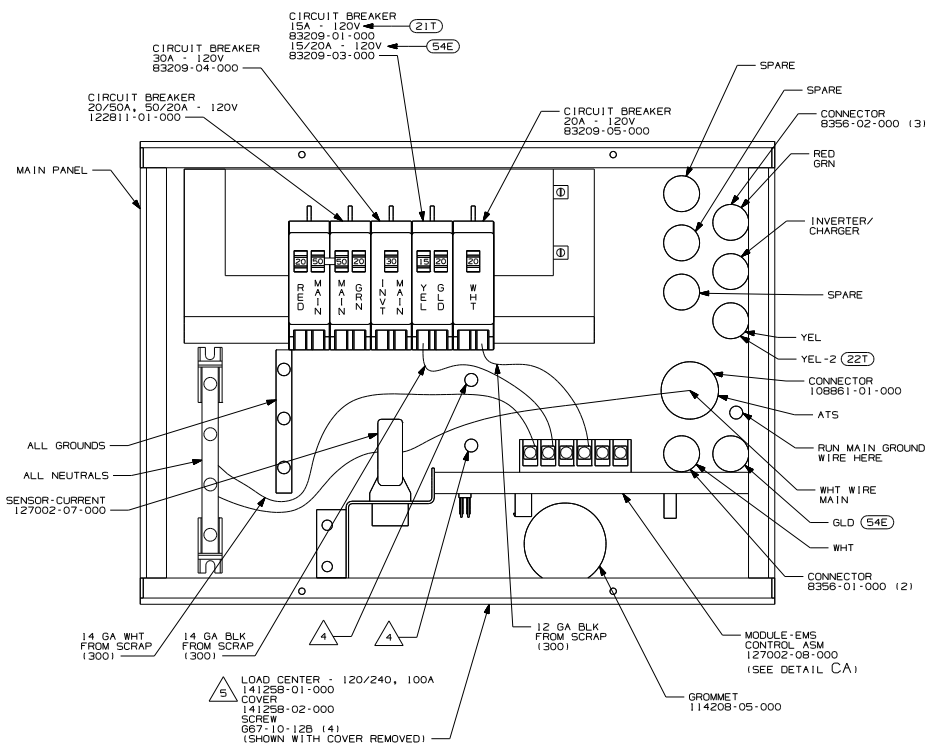 CIRCUIT BREAKER
15A - 120V
21T
83209-01-000
15/20A - 120V
54E
83209-03-000
CIRCUIT BREAKER
30A - 120V
83209-04-000
CIRCUIT BREAKER
20/50A, 50/20A - 120V
122811-01-000
CIRCUIT BREAKER
20A - 120V
83209-05-000
SPARE
SPARE
CONNECTOR
8356-02-000 (3)
RED
GRN
INVERTER/
CHARGER
SPARE
YEL
YEL-2 22T
CONNECTOR
108861-01-000
ATS
RUN MAIN GROUND
WIRE HERE
WHT WIRE
MAIN
GLD 54E
WHT
CONNECTOR
8356-01-000 (2)
MAIN PANEL
20 50 50 20 30 15 20 20
RED
MAIN
MAIN
GRN
INVT
MAIN
YEL
GLD
WHT
ALL GROUNDS
ALL NEUTRALS
SENSOR-CURRENT
127002-07-000
14 GA WHT
FROM SCRAP
(300)
14 GA BLK
FROM SCRAP
(300)
4
4
12 GA BLK
FROM SCRAP
(300)
MODULE-EMS
CONTROL ASM
127002-08-000
(SEE DETAIL CA)
GROMMET
114208-05-000
5
LOAD CENTER - 120/240, 100A
141258-01-000
COVER
141258-02-000
SCREW
G67-10-12B (4)
(SHOWN WITH COVER REMOVED)